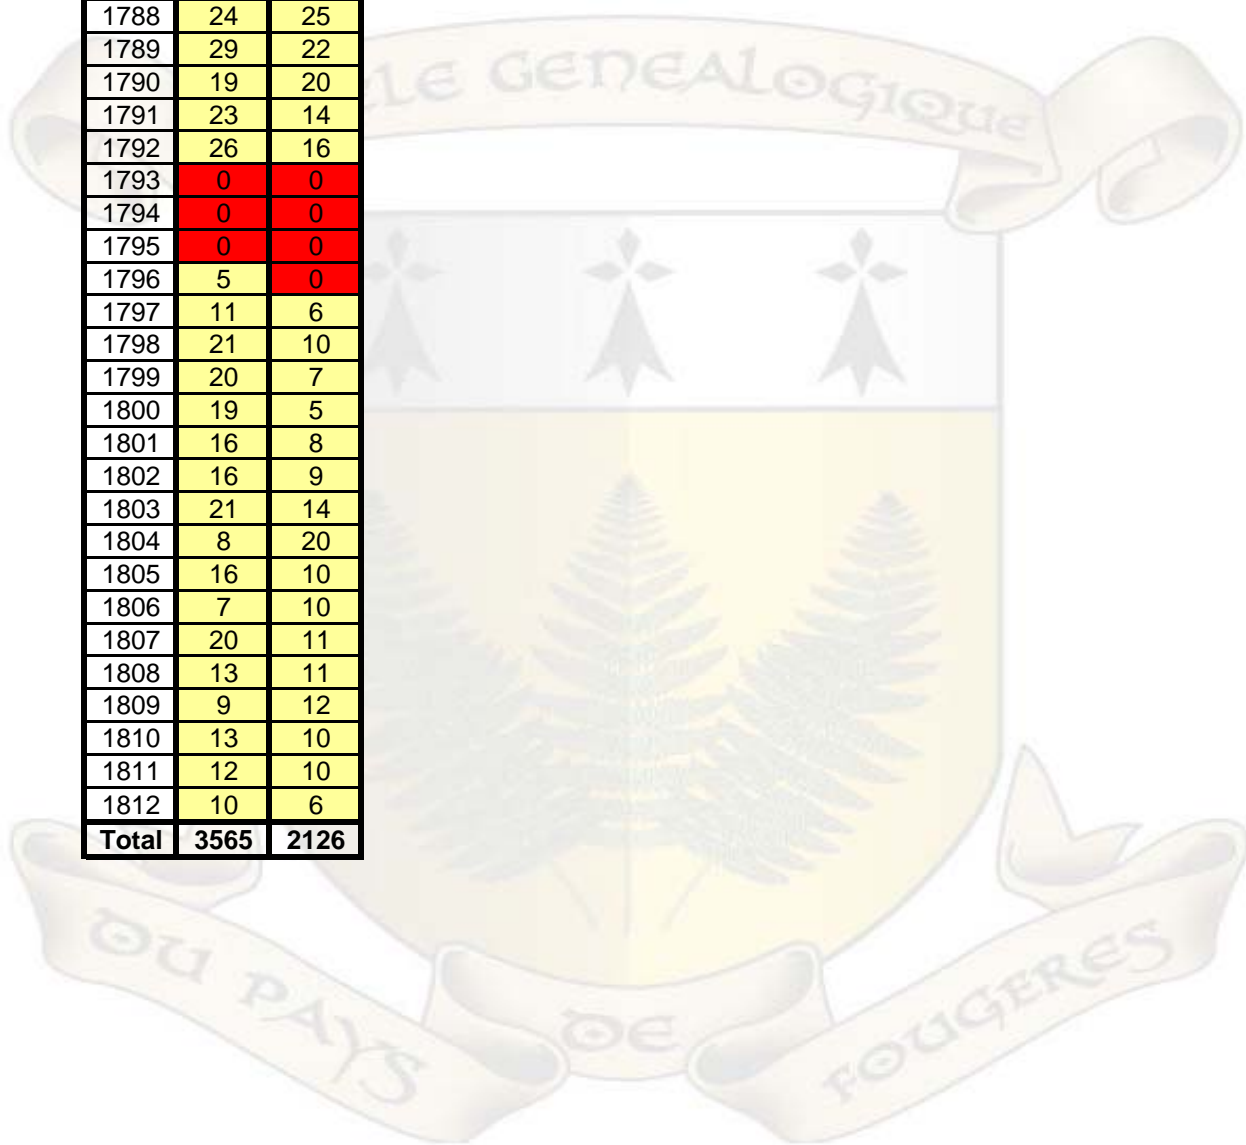 1788 24 25
1789 29 22
1790 19 20
1791 23 14
1792 26 16
1793 0 0
1794 0 0
1795 0 0
1796 5 0
1797 11 6
1798 21 10
1799 20 7
1800 19 5
1801 16 8
1802 16 9
1803 21 14
1804 8 20
1805 16 10
1806 7 10
1807 20 11
1808 13 11
1809 9 12
1810 13 10
1811 12 10
1812 10 6
Total 3565 2126
LE GENEALOGIQUE
DU PAYS DE FOUGERES